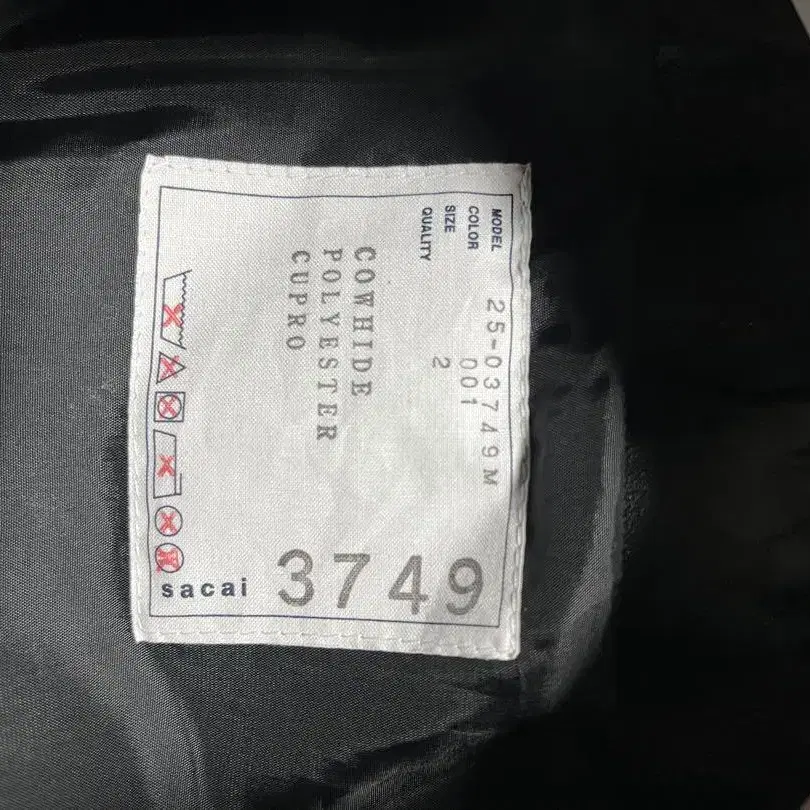 MODEL 25-03749M
COLOR 001
SIZE 2
QUALITY
COWHIDE
POLYESTER
CUPRO
sacai 3749